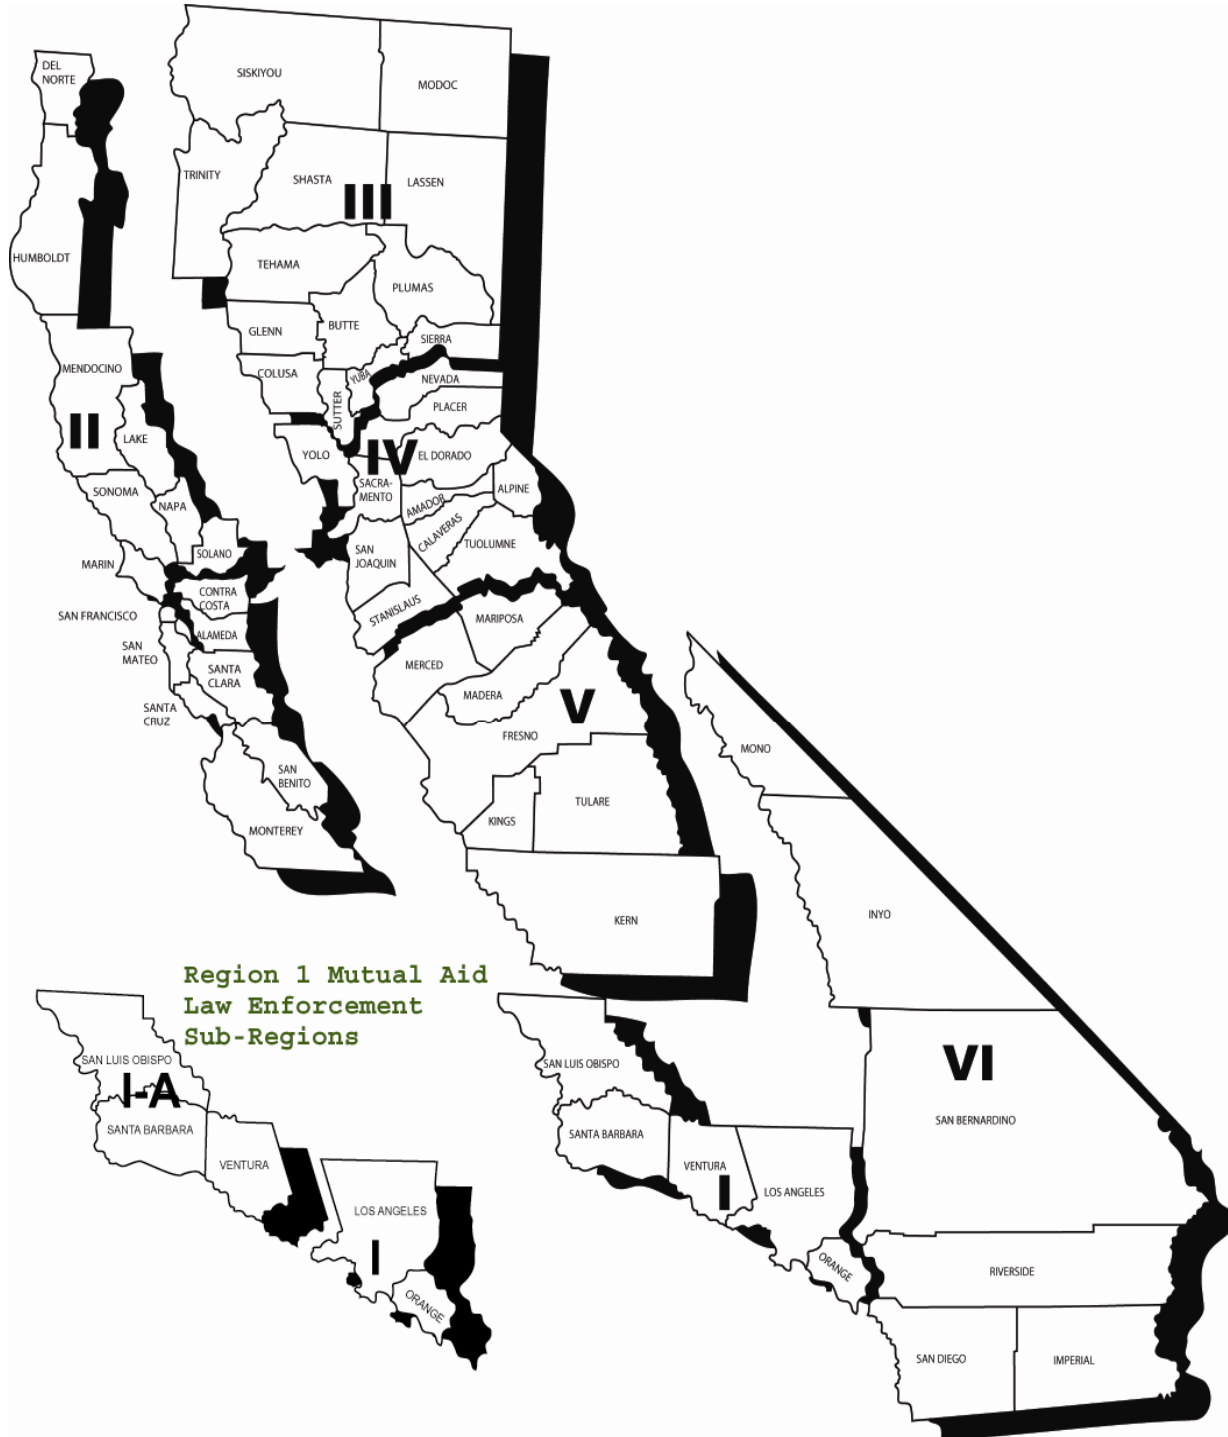 DEL
NORTE
SISKIYOU
MODOC
TRINITY
SHASTA
LASSEN
III
HUMBOLDT
TEHAMA
PLUMAS
GLENN
BUTTE
SIERRA
MENDOCINO
COLUSA
YUBA
NEVADA
SUTTER
PLACER
II
LAKE
YOLO
IV
EL DORADO
SONOMA
NAPA
SACRA-
MENTO
AMADOR
ALPINE
CALAVERAS
TUOLUMNE
MARIN
SOLANO
SAN
JOAQUIN
CONTRA
COSTA
STANISLAUS
SAN FRANCISCO
ALAMEDA
MARIPOSA
SAN
MATEO
SANTA
CLARA
MERCED
MADERA
V
SANTA
CRUZ
FRESNO
MONO
SAN
BENITO
TULARE
KINGS
MONTEREY
KERN
INYO
Region 1 Mutual Aid
Law Enforcement
Sub-Regions
SAN LUIS OBISPO
I-A
SANTA BARBARA
VENTURA
LOS ANGELES
I
ORANGE
SAN LUIS OBISPO
SANTA BARBARA
VENTURA
I
LOS ANGELES
ORANGE
VI
SAN BERNARDINO
RIVERSIDE
SAN DIEGO
IMPERIAL